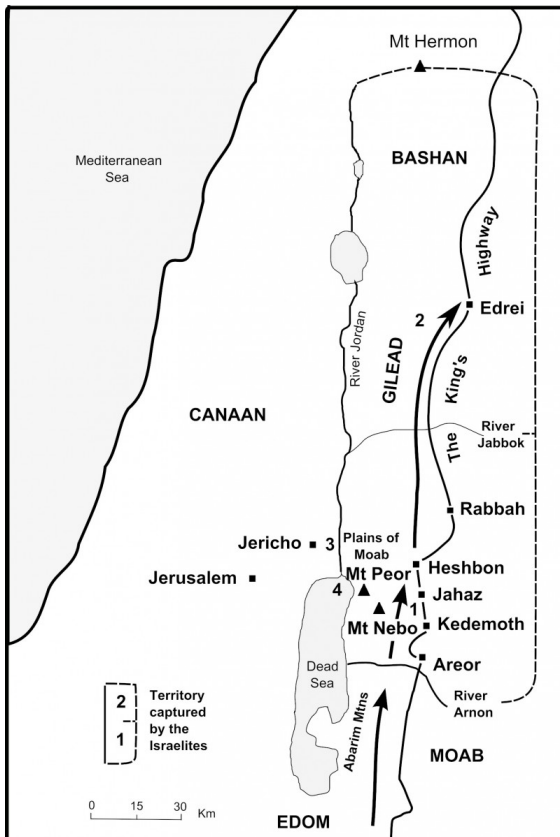 Mt Hermon
BASHAN
Mediterranean
Sea
The King's Highway
Edrei
2
River Jordan
GILEAD
CANAAN
River
Jabbok
Rabbah
Plains of
Moab
Jericho
3
Heshbon
Mt Peor
Jerusalem
4
Jahaz
1
Mt Nebo
Kedemoth
Areor
Dead
Sea
River
Arnon
Abarim Mtns
2
1
Territory
captured
by the
Israelites
MOAB
0 15 30
Km
EDOM